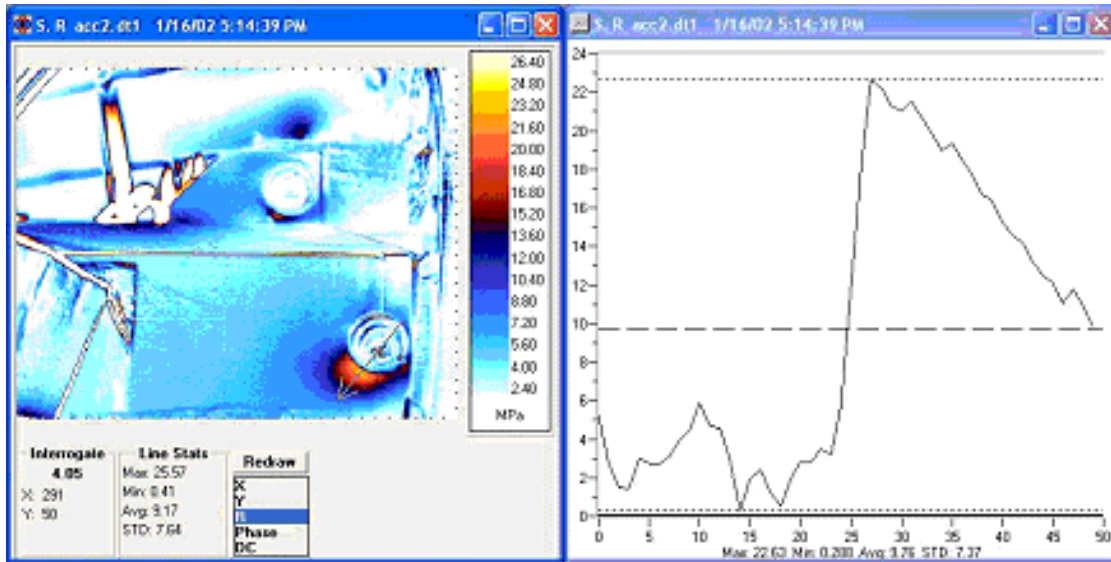 S. R acc2.dt1 1/16/02 5:14:39 PM
26.40
24.80
23.20
21.60
20.00
18.40
16.80
15.20
13.60
12.00
10.40
8.80
7.20
5.60
4.00
2.40
MPa
Interrogate
4.05
X: 291
Y: 50
Line Stats
Max: 25.57
Min: 0.41
Avg: 9.17
STD: 7.64
Redraw
X
Y
R
Phase
DC
S. R acc2.dt1 1/16/02 5:14:39 PM
24
22
20
18
16
14
12
10
8
6
4
2
0
0 5 10 15 20 25 30 35 40 45 50
Max: 22.63 Min: 0.288 Avg: 9.76 STD: 7.37